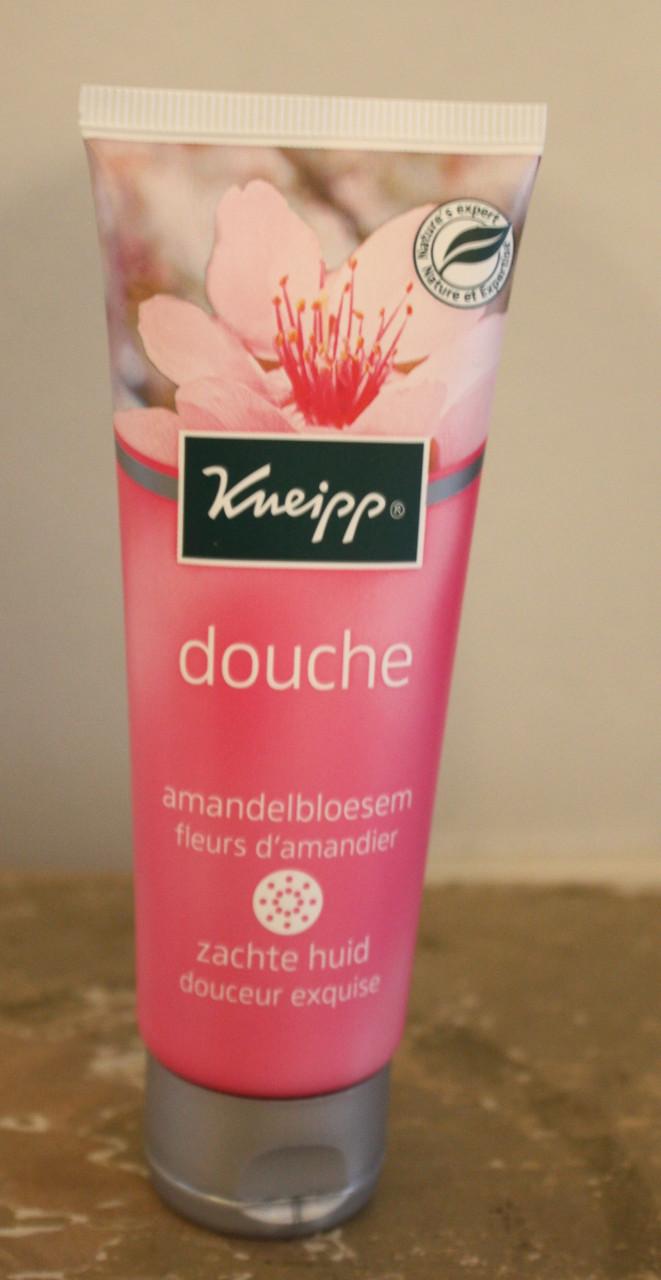 Nature's expert
Nature et Expertise
Kneipp®
douche
amandelbloesem
fleurs d'amandier
zachte huid
douceur exquise